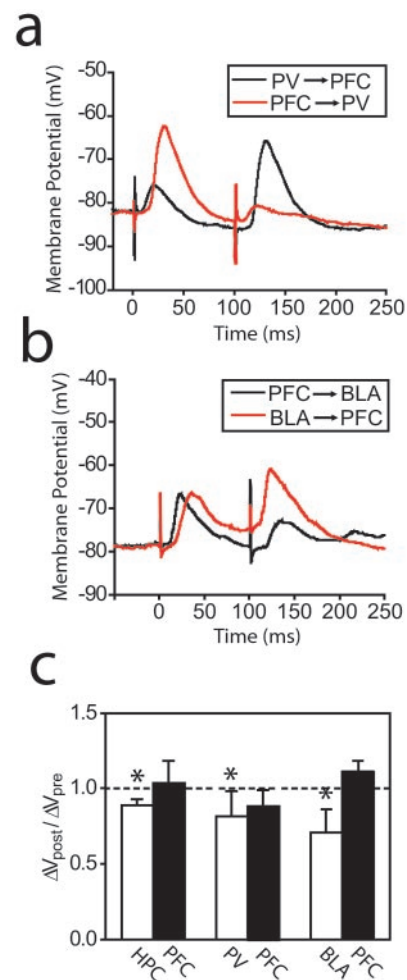 a
-50
-60
-70
-80
-90
-100
Membrane Potential (mV)
PV → PFC
PFC → PV
0 50 100 150 200 250
Time (ms)
b
-40
-50
-60
-70
-80
-90
Membrane Potential (mV)
PFC → BLA
BLA → PFC
0 50 100 150 200 250
Time (ms)
c
1.5
1.0
0.5
0.0
ΔVpost / ΔVpre
* * *
HPC PFC PV PFC BLA PFC